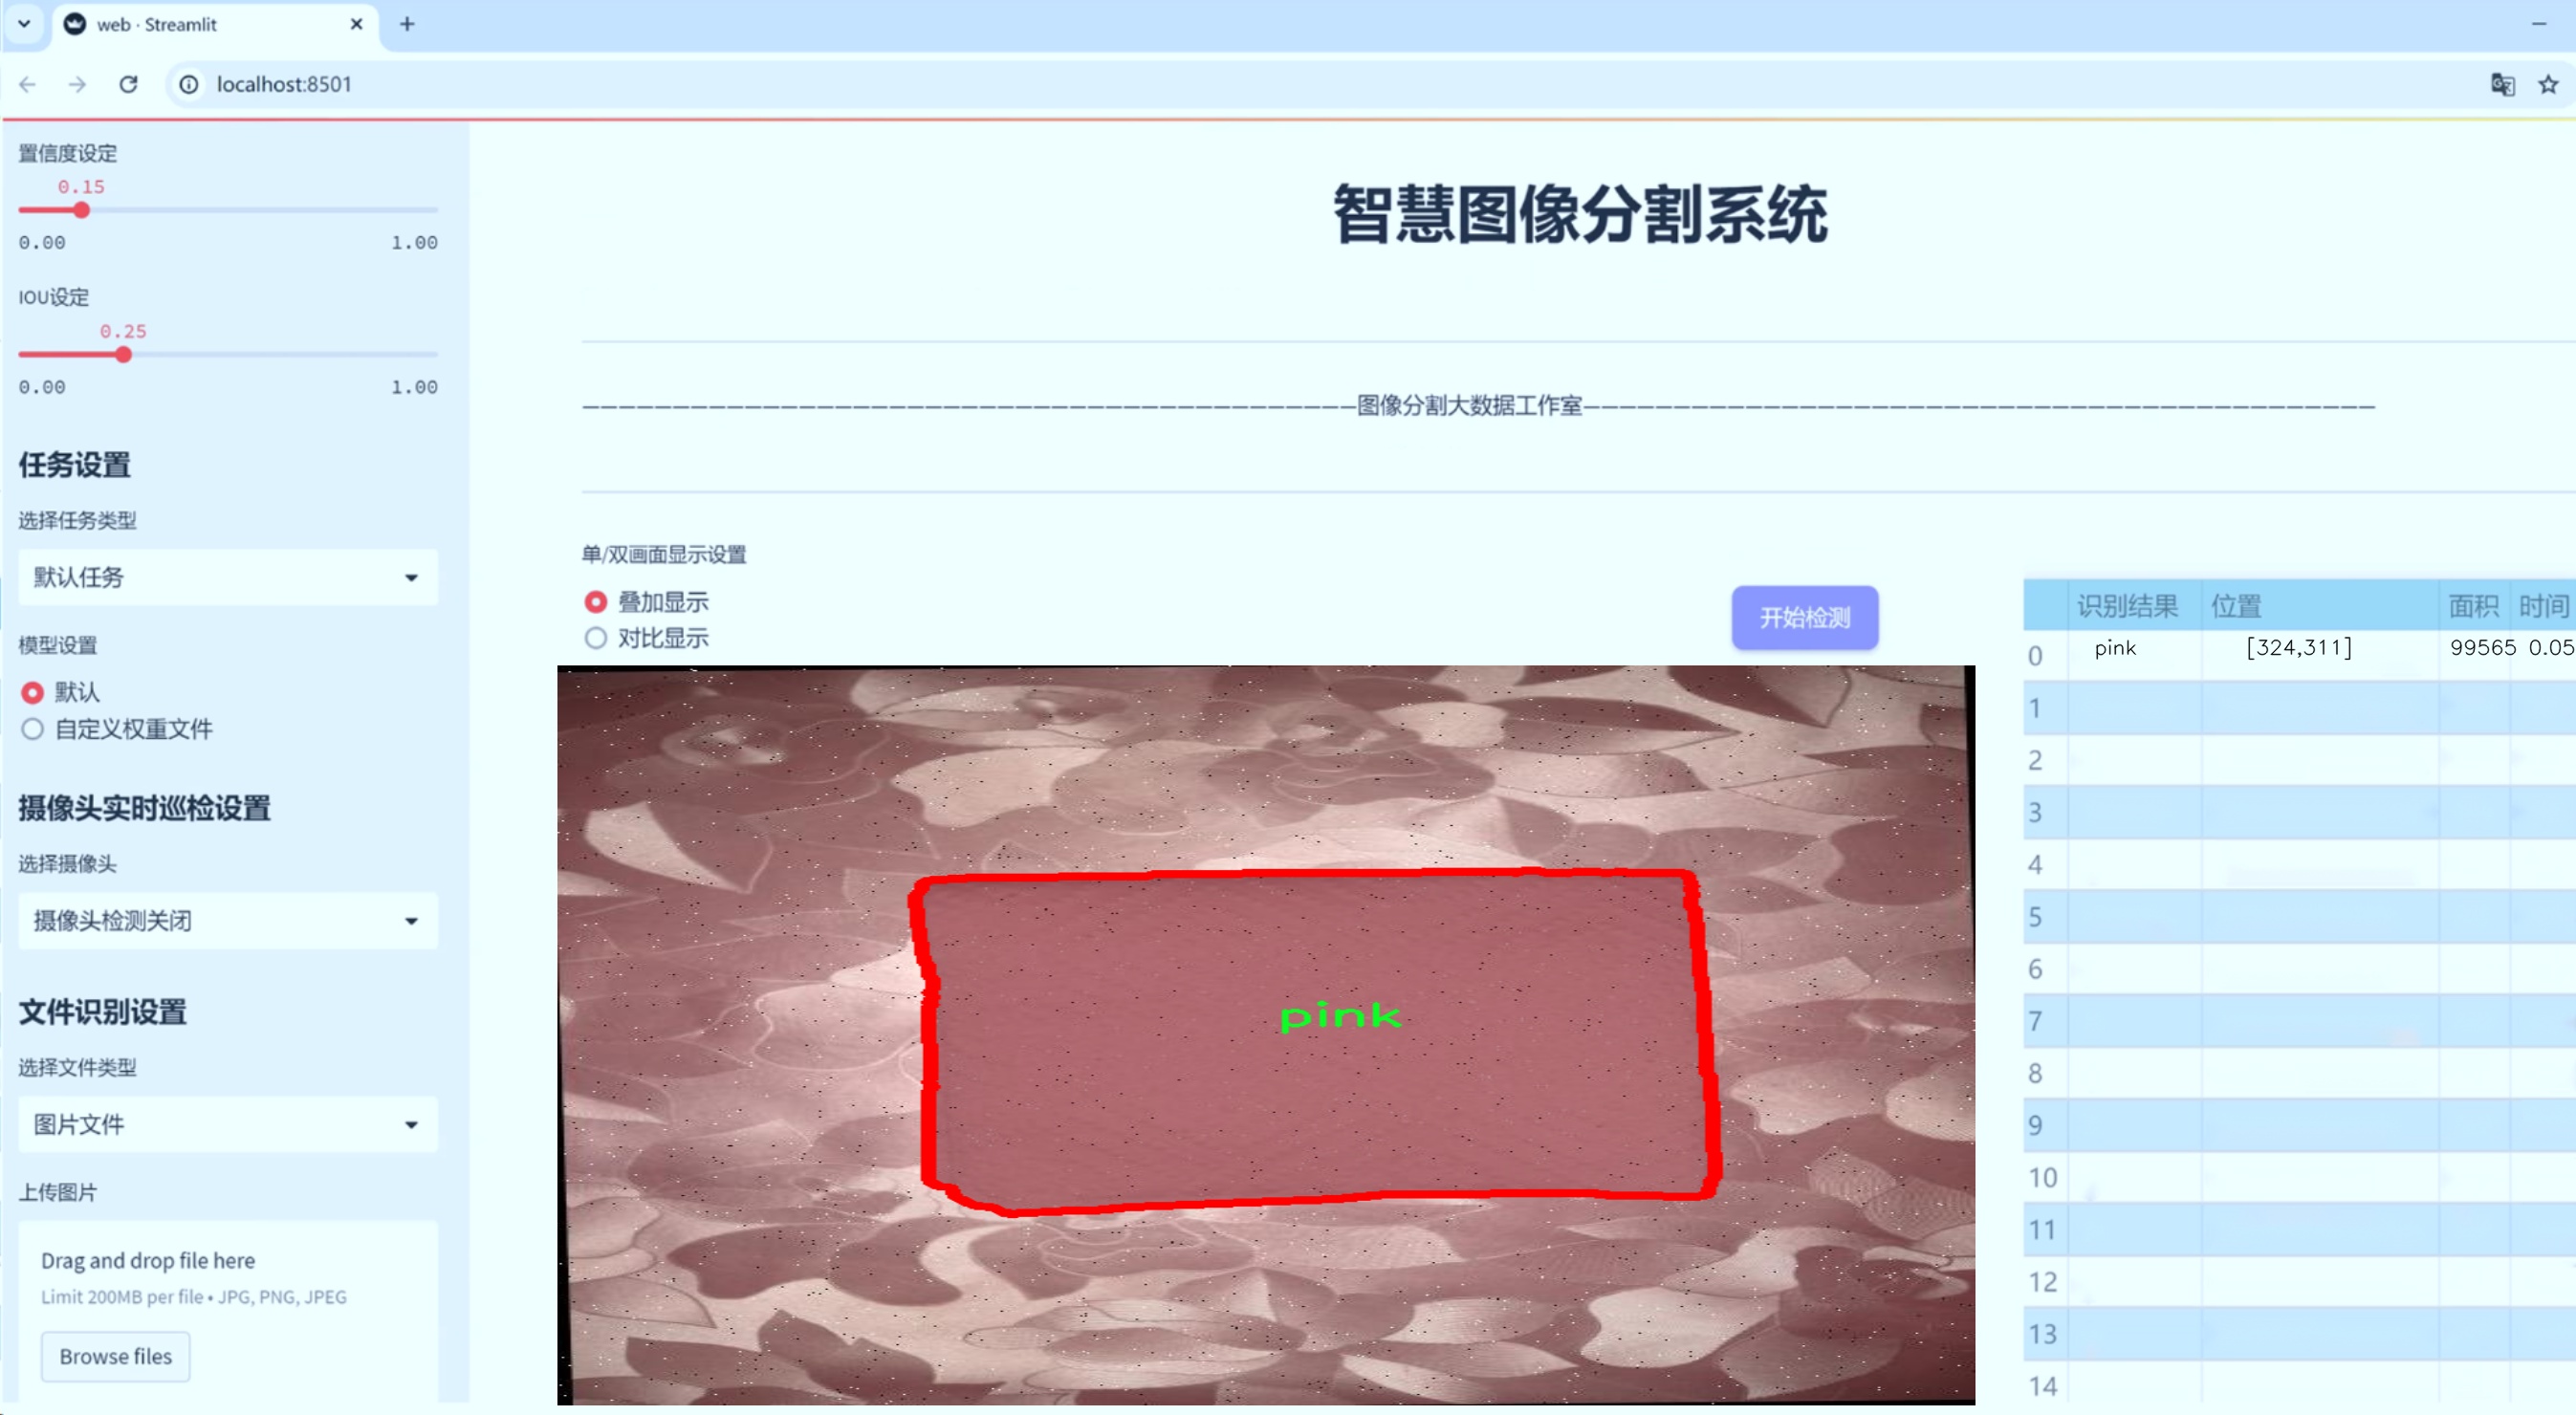 web · Streamlit
localhost:8501
置信度设定
0.15
0.00 1.00
IOU设定
0.25
0.00 1.00
任务设置
选择任务类型
默认任务
模型设置
默认
自定义权重文件
摄像头实时巡检设置
选择摄像头
摄像头检测关闭
文件识别设置
选择文件类型
图片文件
上传图片
Drag and drop file here
Limit 200MB per file • JPG, PNG, JPEG
Browse files
智慧图像分割系统
———————————————————————————————————————————图像分割大数据工作室————————————————————————————————————————————
单/双画面显示设置
叠加显示
对比显示
开始检测
pink
识别结果 位置 面积 时间
0 pink [324,311] 99565 0.05
1
2
3
4
5
6
7
8
9
10
11
12
13
14